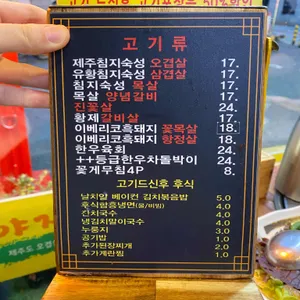 고기류
제주침지숙성 오겹살 17.
유황침지숙성 삼겹살 17.
침지숙성 목살 17.
목살 양념갈비 17.
진꽃살 24.
황제갈비살 17.
이베리코흑돼지 꽃목살 18.
이베리코흑돼지 항정살 18.
한우육회 24.
++등급한우차돌박이 24.
꽃게무침4P 8.
고기드신후 후식
날치알 베이컨 김치볶음밥 5.0
후식함흥냉면(물/비빔) 4.0
잔치국수 4.0
냉김치말이국수 4.0
누룽지 3.0
공기밥 1.0
추가된장찌개 2.0
추가계란찜 1.0